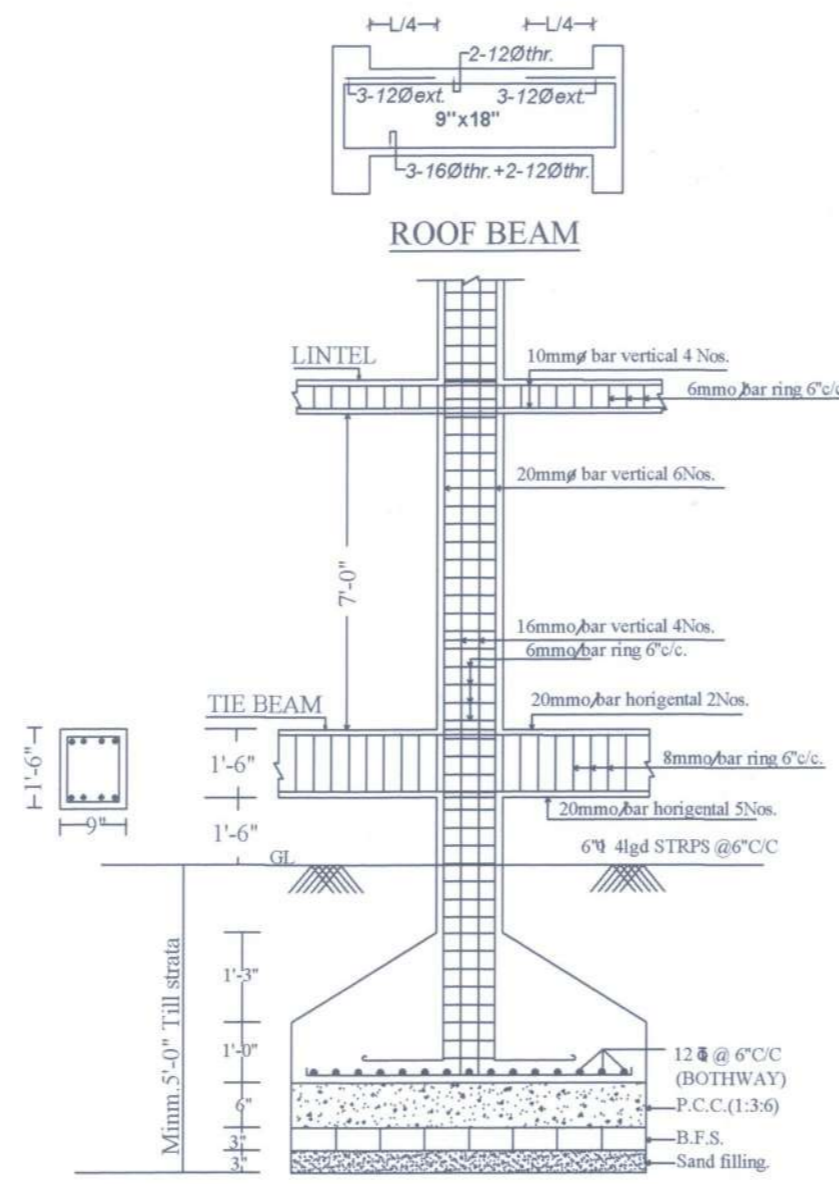 L/4 L/4
2-12Øthr.
3-12Øext. 3-12Øext.
9"x18"
3-16Øthr.+2-12Øthr.
ROOF BEAM
LINTEL
10mmø bar vertical 4 Nos.
6mmo bar ring 6"c/c
20mmø bar vertical 6Nos.
7'-0"
16mmo bar vertical 4Nos.
6mmo bar ring 6"c/c.
TIE BEAM
20mmo bar horigental 2Nos.
1'-6"
9"
1'-6"
8mmo bar ring 6"c/c.
20mmo bar horigental 5Nos.
1'-6"
6"Φ 4lgd STRPS @6"C/C
GL
Minm. 5'-0" Till strata
1'-3"
1'-0"
12 Φ @ 6"C/C
(BOTHWAY)
6"
P.C.C.(1:3:6)
3"
B.F.S.
3"
Sand filling.